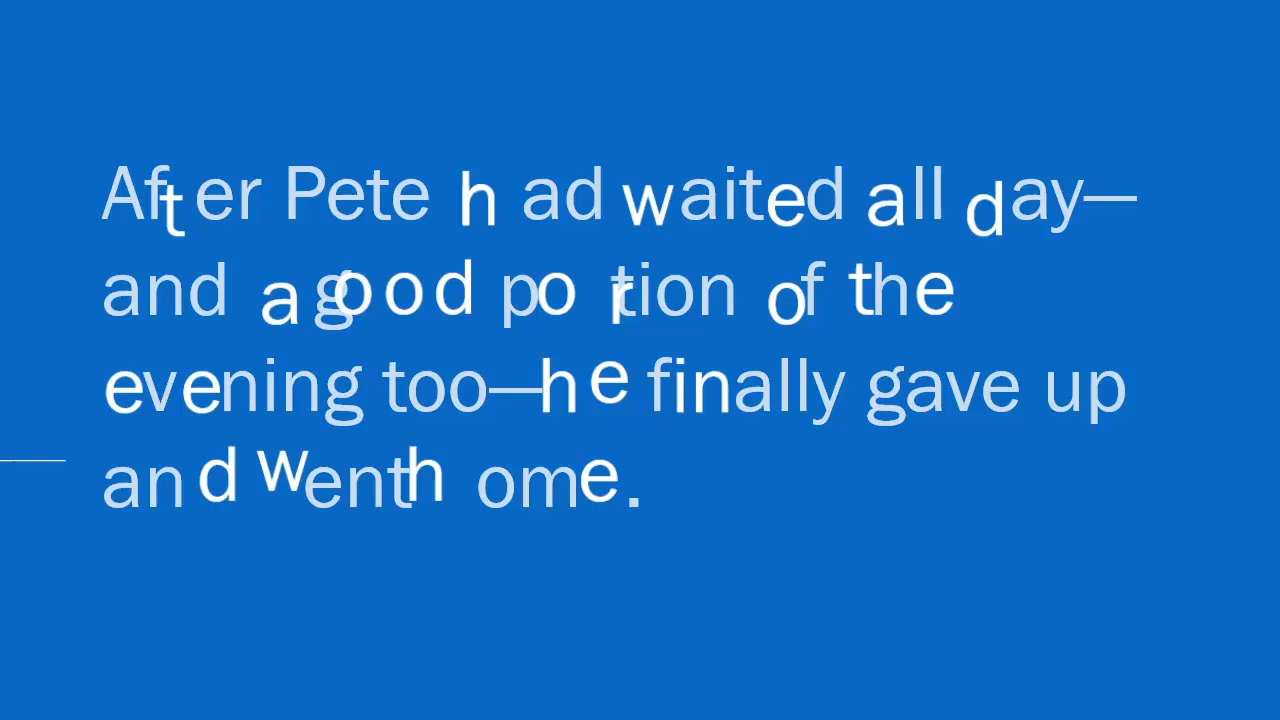 After Pete had waited all day—
and a good portion of the
evening too—he finally gave up
and went home.